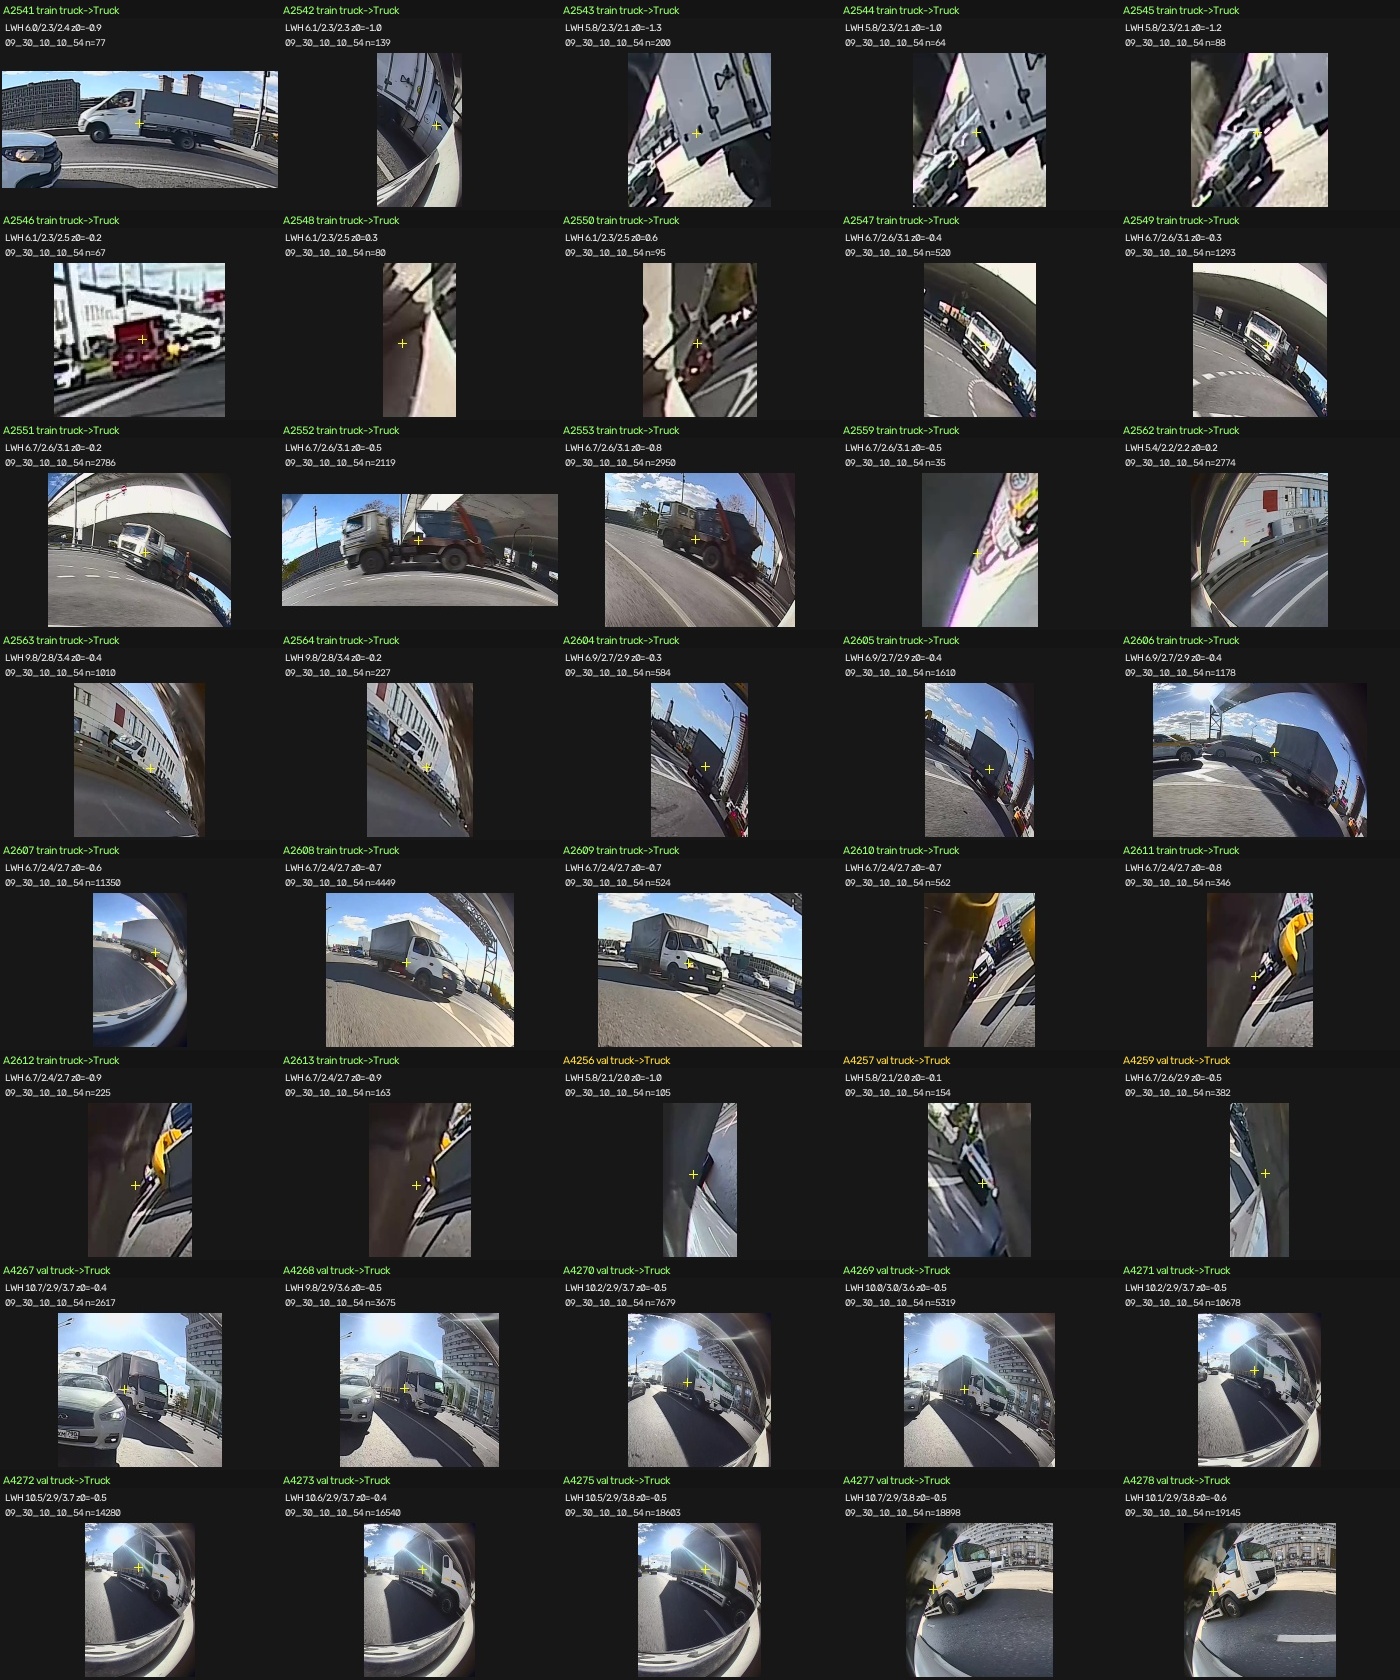 A2541 train truck->Truck
LWH 6.0/2.3/2.4 z0=-0.9
09_30_10_10_54 n=77
A2542 train truck->Truck
LWH 6.1/2.3/2.3 z0=-1.0
09_30_10_10_54 n=139
A2543 train truck->Truck
LWH 5.8/2.3/2.1 z0=-1.3
09_30_10_10_54 n=200
A2544 train truck->Truck
LWH 5.8/2.3/2.1 z0=-1.0
09_30_10_10_54 n=64
A2545 train truck->Truck
LWH 5.8/2.3/2.1 z0=-1.2
09_30_10_10_54 n=88
A2546 train truck->Truck
LWH 6.1/2.3/2.5 z0=-0.2
09_30_10_10_54 n=67
A2548 train truck->Truck
LWH 6.1/2.3/2.5 z0=0.3
09_30_10_10_54 n=80
A2550 train truck->Truck
LWH 6.1/2.3/2.5 z0=0.6
09_30_10_10_54 n=95
A2547 train truck->Truck
LWH 6.7/2.6/3.1 z0=-0.4
09_30_10_10_54 n=520
A2549 train truck->Truck
LWH 6.7/2.6/3.1 z0=-0.3
09_30_10_10_54 n=1293
A2551 train truck->Truck
LWH 6.7/2.6/3.1 z0=-0.2
09_30_10_10_54 n=2786
A2552 train truck->Truck
LWH 6.7/2.6/3.1 z0=-0.5
09_30_10_10_54 n=2119
A2553 train truck->Truck
LWH 6.7/2.6/3.1 z0=-0.8
09_30_10_10_54 n=2950
A2559 train truck->Truck
LWH 6.7/2.6/3.1 z0=-0.5
09_30_10_10_54 n=35
A2562 train truck->Truck
LWH 5.4/2.2/2.2 z0=0.2
09_30_10_10_54 n=2774
A2563 train truck->Truck
LWH 9.8/2.8/3.4 z0=-0.4
09_30_10_10_54 n=1010
A2564 train truck->Truck
LWH 9.8/2.8/3.4 z0=-0.2
09_30_10_10_54 n=227
A2604 train truck->Truck
LWH 6.9/2.7/2.9 z0=-0.3
09_30_10_10_54 n=584
A2605 train truck->Truck
LWH 6.9/2.7/2.9 z0=-0.4
09_30_10_10_54 n=1610
A2606 train truck->Truck
LWH 6.9/2.7/2.9 z0=-0.4
09_30_10_10_54 n=1178
A2607 train truck->Truck
LWH 6.7/2.4/2.7 z0=-0.6
09_30_10_10_54 n=11350
A2608 train truck->Truck
LWH 6.7/2.4/2.7 z0=-0.7
09_30_10_10_54 n=4449
A2609 train truck->Truck
LWH 6.7/2.4/2.7 z0=-0.7
09_30_10_10_54 n=524
A2610 train truck->Truck
LWH 6.7/2.4/2.7 z0=-0.7
09_30_10_10_54 n=562
A2611 train truck->Truck
LWH 6.7/2.4/2.7 z0=-0.8
09_30_10_10_54 n=346
A2612 train truck->Truck
LWH 6.7/2.4/2.7 z0=-0.9
09_30_10_10_54 n=225
A2613 train truck->Truck
LWH 6.7/2.4/2.7 z0=-0.9
09_30_10_10_54 n=163
A4256 val truck->Truck
LWH 5.8/2.1/2.0 z0=-1.0
09_30_10_10_54 n=105
A4257 val truck->Truck
LWH 5.8/2.1/2.0 z0=-0.1
09_30_10_10_54 n=154
A4259 val truck->Truck
LWH 6.7/2.6/2.9 z0=-0.5
09_30_10_10_54 n=382
A4267 val truck->Truck
LWH 10.7/2.9/3.7 z0=-0.4
09_30_10_10_54 n=2617
A4268 val truck->Truck
LWH 9.8/2.9/3.6 z0=-0.5
09_30_10_10_54 n=3675
A4270 val truck->Truck
LWH 10.2/2.9/3.7 z0=-0.5
09_30_10_10_54 n=7679
A4269 val truck->Truck
LWH 10.0/3.0/3.6 z0=-0.5
09_30_10_10_54 n=5319
A4271 val truck->Truck
LWH 10.2/2.9/3.7 z0=-0.5
09_30_10_10_54 n=10678
A4272 val truck->Truck
LWH 10.5/2.9/3.7 z0=-0.5
09_30_10_10_54 n=14280
A4273 val truck->Truck
LWH 10.6/2.9/3.7 z0=-0.4
09_30_10_10_54 n=16540
A4275 val truck->Truck
LWH 10.5/2.9/3.8 z0=-0.5
09_30_10_10_54 n=18603
A4277 val truck->Truck
LWH 10.7/2.9/3.8 z0=-0.5
09_30_10_10_54 n=18898
A4278 val truck->Truck
LWH 10.1/2.9/3.8 z0=-0.6
09_30_10_10_54 n=19145